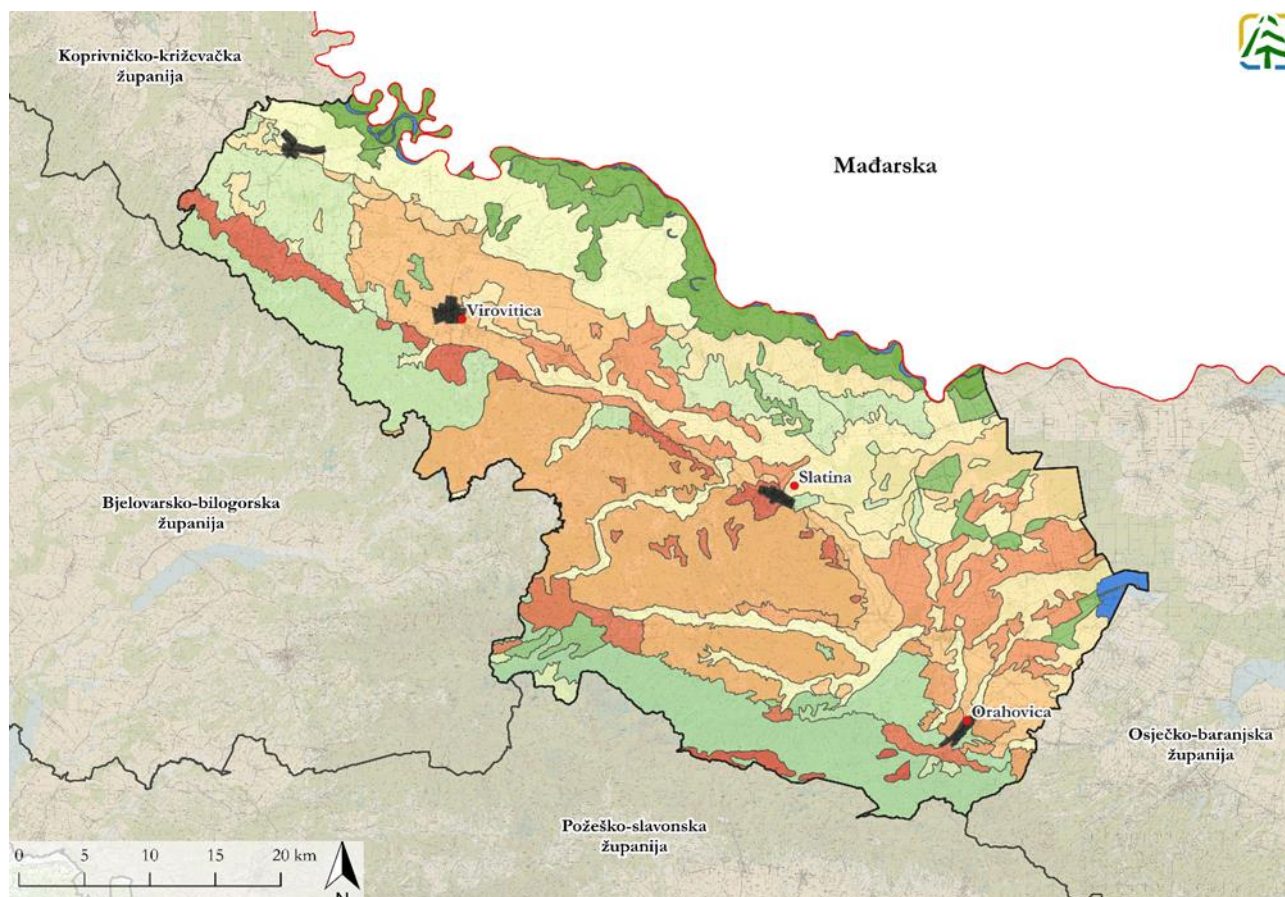 Koprivničko-križevačka
županija
Mađarska
Virovitica
Slatina
Bjelovarsko-bilogorska
županija
Orahovica
Osječko-baranjska
županija
Požeško-slavonska
županija
0 5 10 15 20 km
N